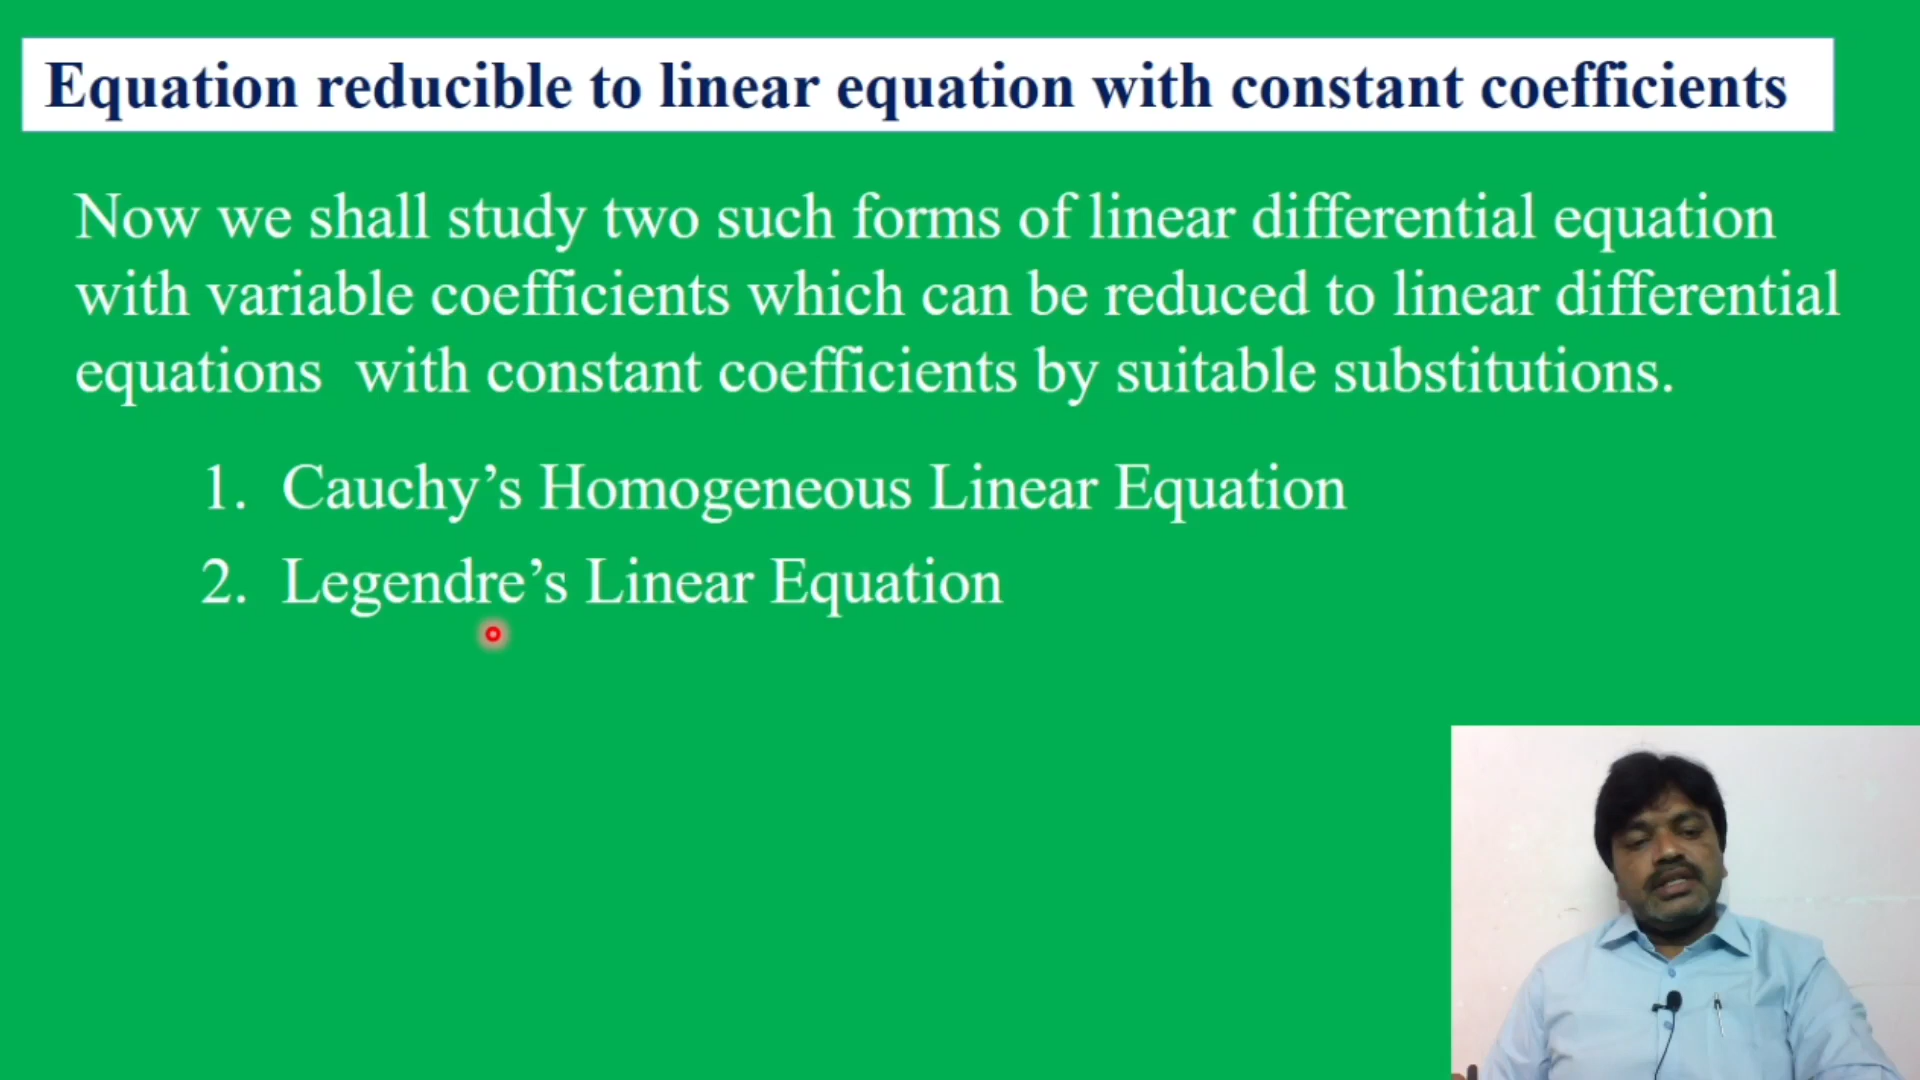 Equation reducible to linear equation with constant coefficients
Now we shall study two such forms of linear differential equation
with variable coefficients which can be reduced to linear differential
equations with constant coefficients by suitable substitutions.
1. Cauchy’s Homogeneous Linear Equation
2. Legendre’s Linear Equation